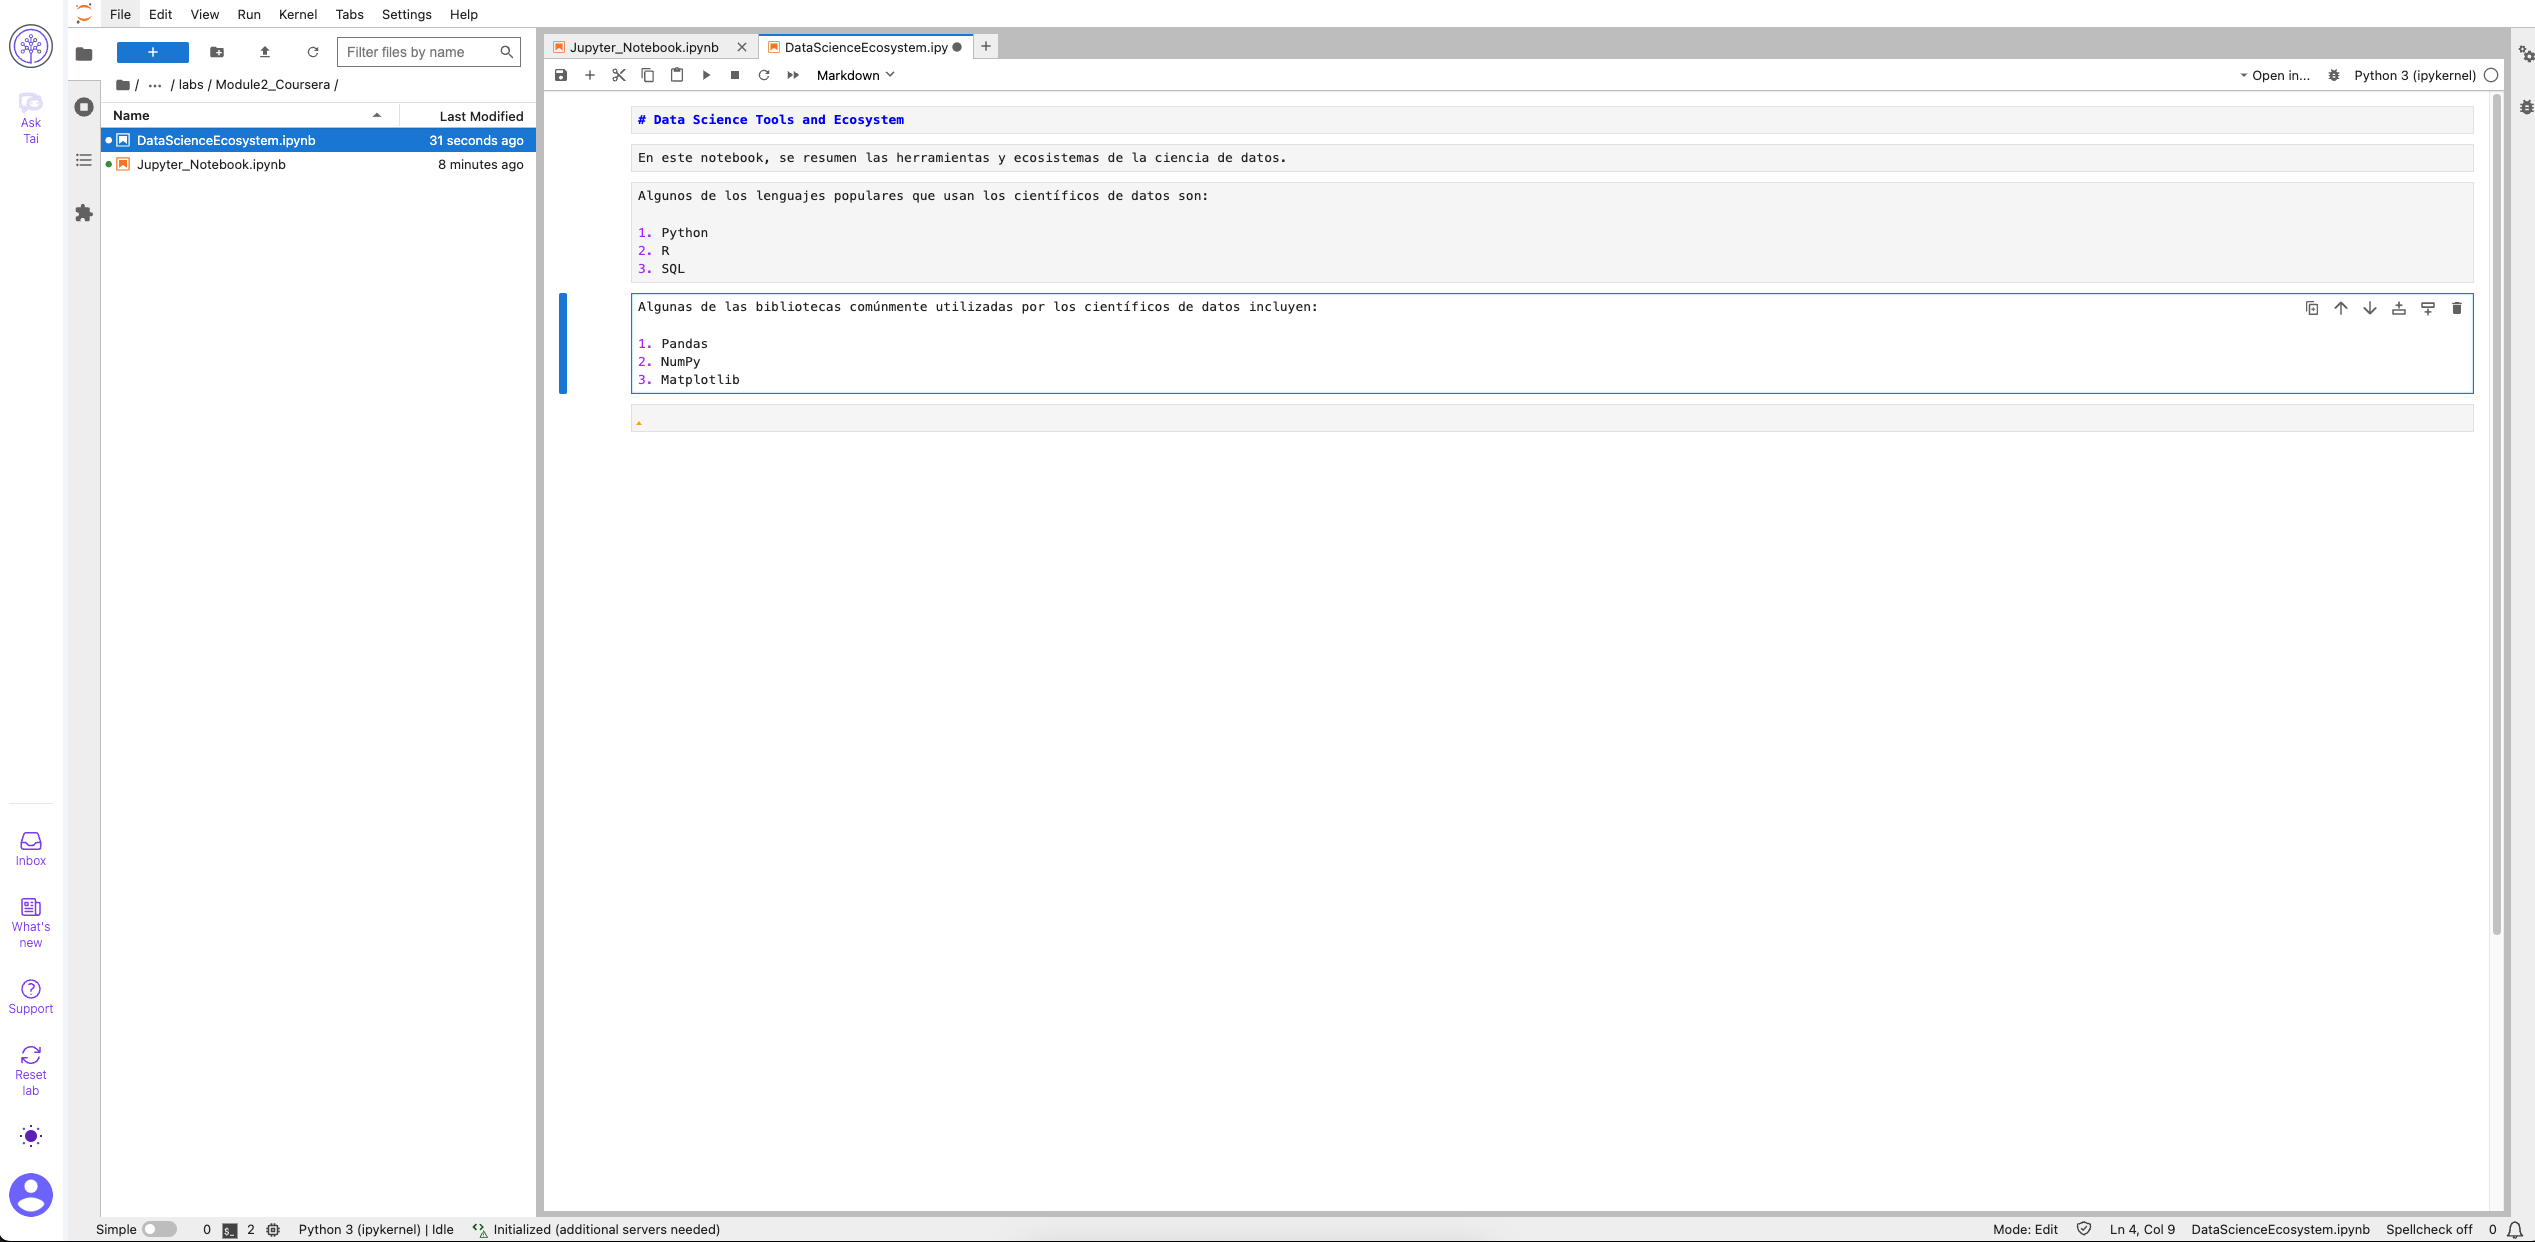 File Edit View Run Kernel Tabs Settings Help
Ask
Tai
Inbox
What's
new
Support
Reset
lab
+
Filter files by name
/ ··· / labs / Module2_Coursera /
Name Last Modified
DataScienceEcosystem.ipynb 31 seconds ago
Jupyter_Notebook.ipynb 8 minutes ago
Jupyter_Notebook.ipynb DataScienceEcosystem.ipy
Markdown
Open in...
Python 3 (ipykernel)
# Data Science Tools and Ecosystem
En este notebook, se resumen las herramientas y ecosistemas de la ciencia de datos.
Algunos de los lenguajes populares que usan los científicos de datos son:
1. Python
2. R
3. SQL
Algunas de las bibliotecas comúnmente utilizadas por los científicos de datos incluyen:
1. Pandas
2. NumPy
3. Matplotlib
Simple 0 $_ 2 Python 3 (ipykernel) | Idle Initialized (additional servers needed) Mode: Edit Ln 4, Col 9 DataScienceEcosystem.ipynb Spellcheck off 0